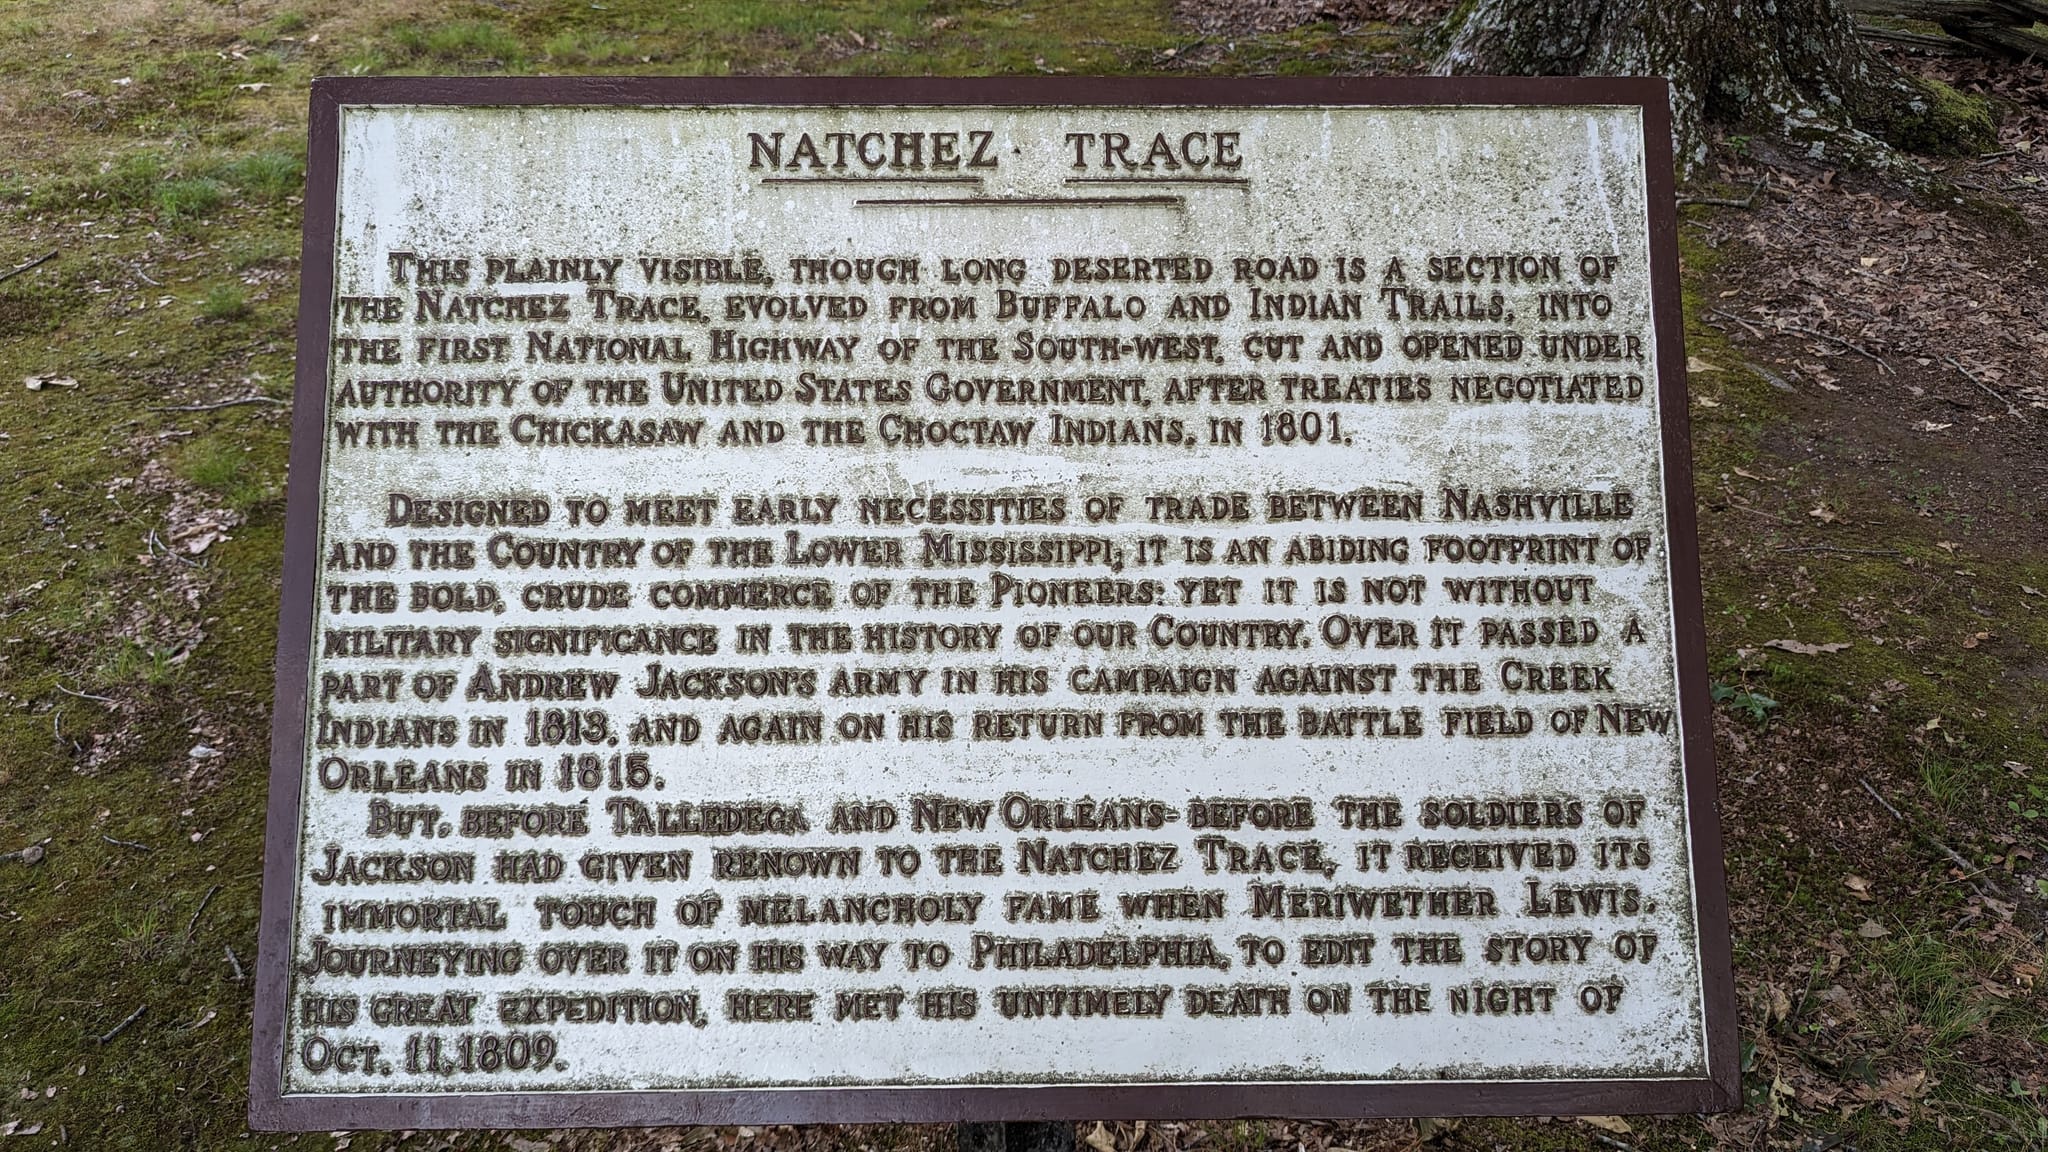 NATCHEZ TRACE
THIS PLAINLY VISIBLE, THOUGH LONG DESERTED ROAD IS A SECTION OF
THE NATCHEZ TRACE, EVOLVED FROM BUFFALO AND INDIAN TRAILS, INTO
THE FIRST NATIONAL HIGHWAY OF THE SOUTH-WEST, CUT AND OPENED UNDER
AUTHORITY OF THE UNITED STATES GOVERNMENT, AFTER TREATIES NEGOTIATED
WITH THE CHICKASAW AND THE CHOCTAW INDIANS, IN 1801.
DESIGNED TO MEET EARLY NECESSITIES OF TRADE BETWEEN NASHVILLE
AND THE COUNTRY OF THE LOWER MISSISSIPPI; IT IS AN ABIDING FOOTPRINT OF
THE BOLD, CRUDE COMMERCE OF THE PIONEERS: YET IT IS NOT WITHOUT
MILITARY SIGNIFICANCE IN THE HISTORY OF OUR COUNTRY. OVER IT PASSED A
PART OF ANDREW JACKSON'S ARMY IN HIS CAMPAIGN AGAINST THE CREEK
INDIANS IN 1813, AND AGAIN ON HIS RETURN FROM THE BATTLE FIELD OF NEW
ORLEANS IN 1815.
BUT, BEFORE TALLEDEGA AND NEW ORLEANS- BEFORE THE SOLDIERS OF
JACKSON HAD GIVEN RENOWN TO THE NATCHEZ TRACE, IT RECEIVED ITS
IMMORTAL TOUCH OF MELANCHOLY FAME WHEN MERIWETHER LEWIS,
JOURNEYING OVER IT ON HIS WAY TO PHILADELPHIA, TO EDIT THE STORY OF
HIS GREAT EXPEDITION, HERE MET HIS UNTIMELY DEATH ON THE NIGHT OF
OCT. 11, 1809.